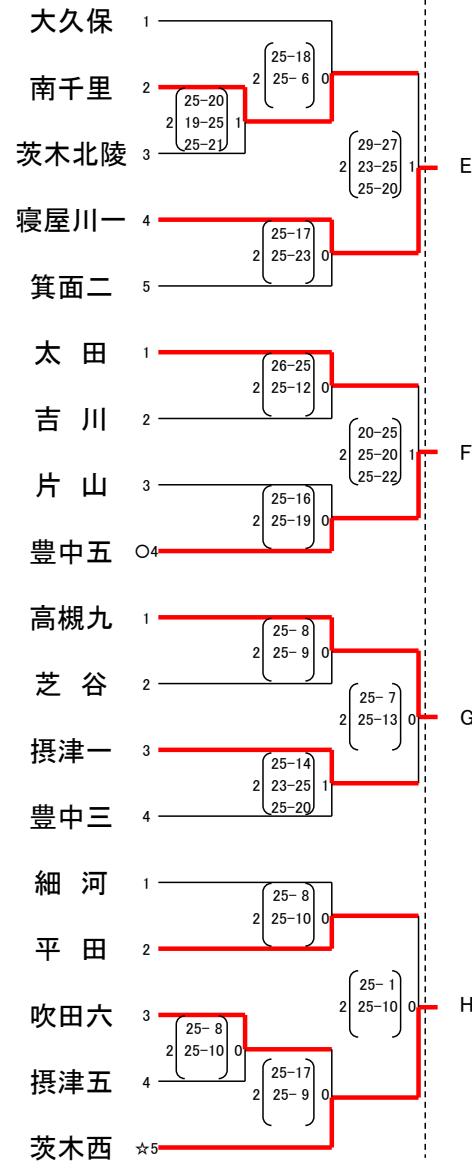 大久保 1
25-18
2 25- 6 0
南千里 2
25-20
2 19-25 1
25-21
茨木北陵 3
29-27
2 23-25 1
25-20
E
寝屋川一 4
25-17
2 25-23 0
箕面二 5
太 田 1
26-25
2 25-12 0
吉 川 2
20-25
2 25-20 1
25-22
F
片 山 3
25-16
2 25-19 0
豊中五 ○4
高槻九 1
25- 8
2 25- 9 0
芝 谷 2
25- 7
2 25-13 0
G
摂津一 3
25-14
2 23-25 1
25-20
豊中三 4
細 河 1
25- 8
2 25-10 0
平 田 2
25- 1
2 25-10 0
H
吹田六 3
25- 8
2 25-10 0
摂津五 4
25-17
2 25- 9 0
茨木西 ☆5